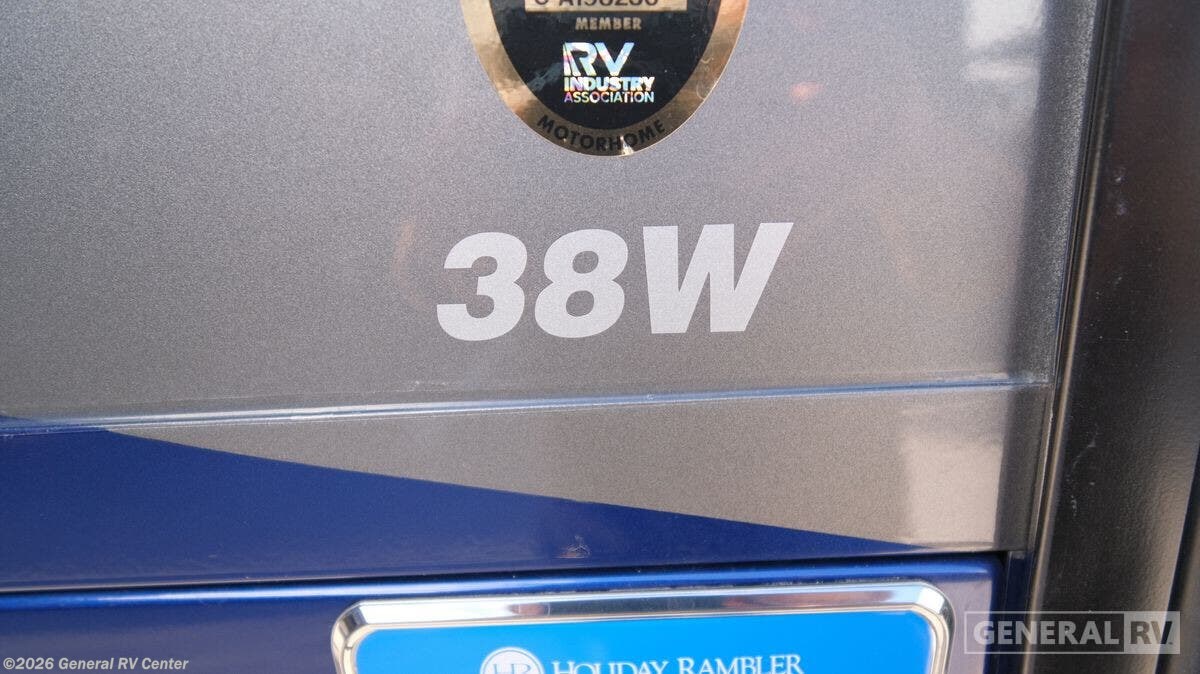 MEMBER
RV
INDUSTRY
ASSOCIATION
MOTORHOME
38W
HOLIDAY RAMBLER
GENERAL RV
©2026 General RV Center